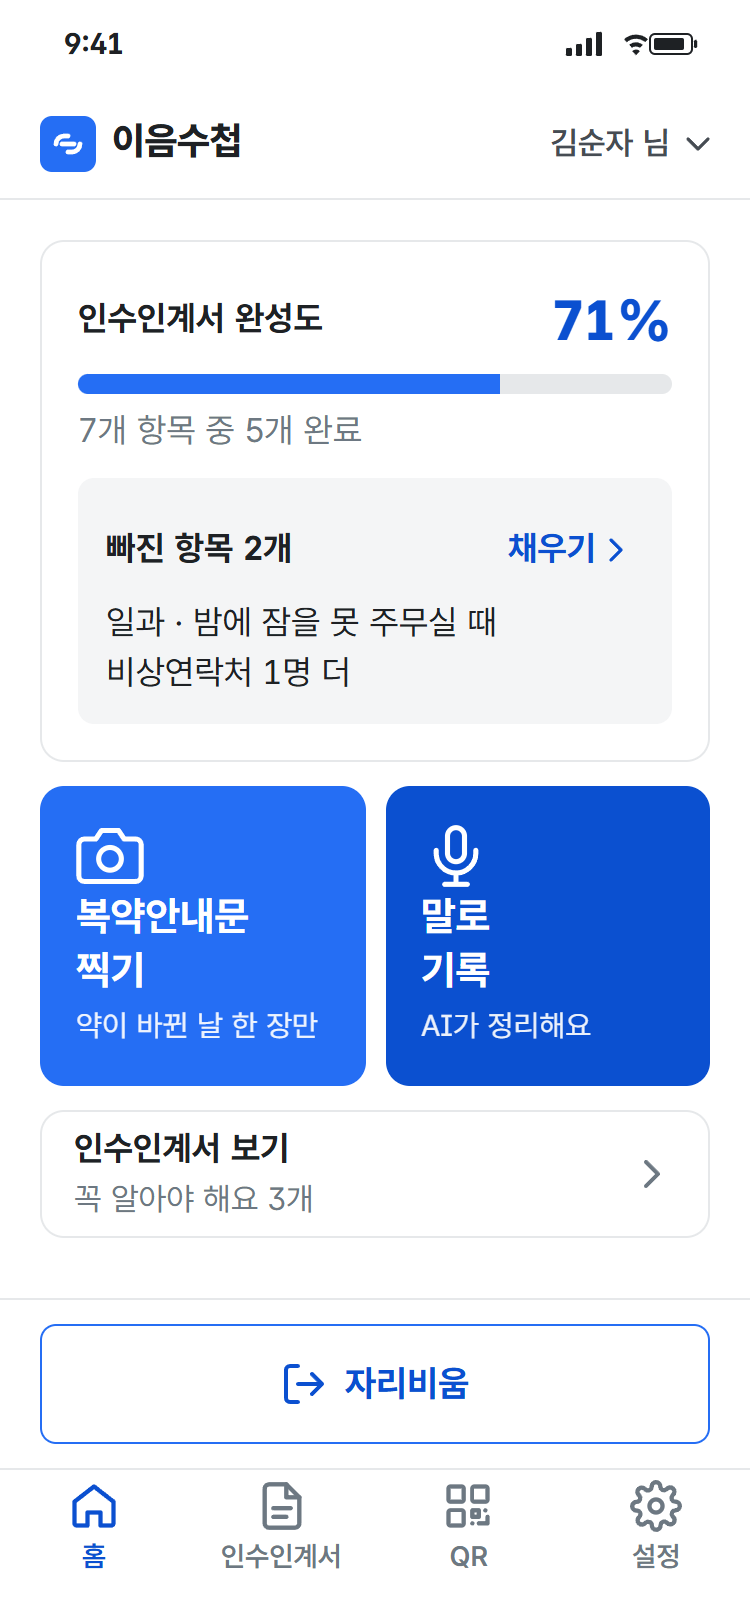 9:41
이음수첩
김순자 님
인수인계서 완성도
71%
7개 항목 중 5개 완료
빠진 항목 2개
채우기
일과 · 밤에 잠을 못 주무실 때
비상연락처 1명 더
복약안내문
찍기
약이 바뀐 날 한 장만
말로
기록
AI가 정리해요
인수인계서 보기
꼭 알아야 해요 3개
자리비움
홈
인수인계서
QR
설정